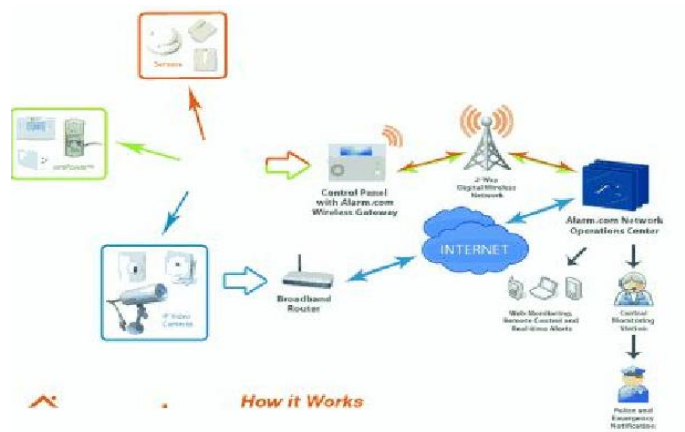 Sensors
Control Panel
with Alarm.com
Wireless Gateway
2-Way
Digital Wireless
Network
Alarm.com Network
Operations Center
INTERNET
IP Video
Cameras
Broadband
Router
Web Monitoring,
Remote Control and
Real-time Alerts
Central
Monitoring
Station
Police and
Emergency
Notification
How it Works